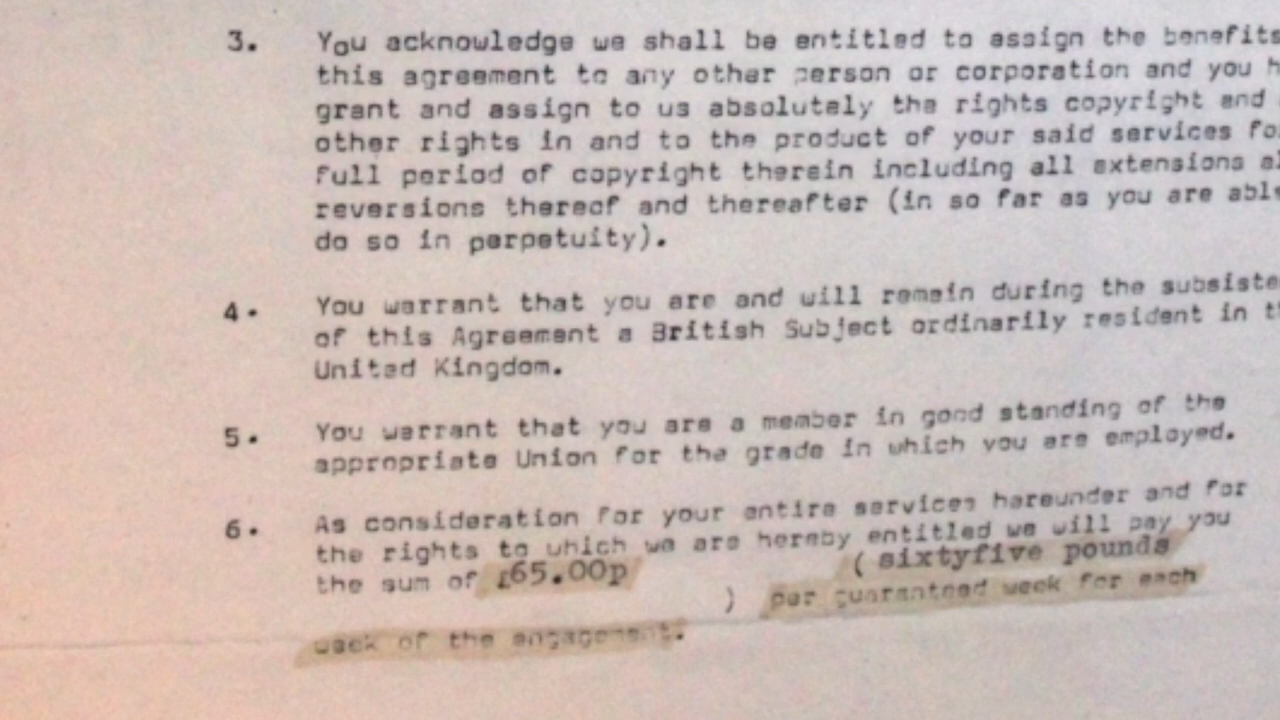 3. You acknowledge we shall be entitled to assign the benefits
this agreement to any other person or corporation and you h
grant and assign to us absolutely the rights copyright and
other rights in and to the product of your said services fo
full period of copyright therein including all extensions a
reversions thereof and thereafter (in so far as you are able
do so in perpetuity).
4. You warrant that you are and will remain during the subsiste
of this Agreement a British Subject ordinarily resident in th
United Kingdom.
5. You warrant that you are a member in good standing of the
appropriate Union for the grade in which you are employed.
6. As consideration for your entire services hereunder and for
the rights to which we are hereby entitled we will pay you
the sum of £65.00p ( sixtyfive pounds
) per guaranteed week for each
week of the engagement.